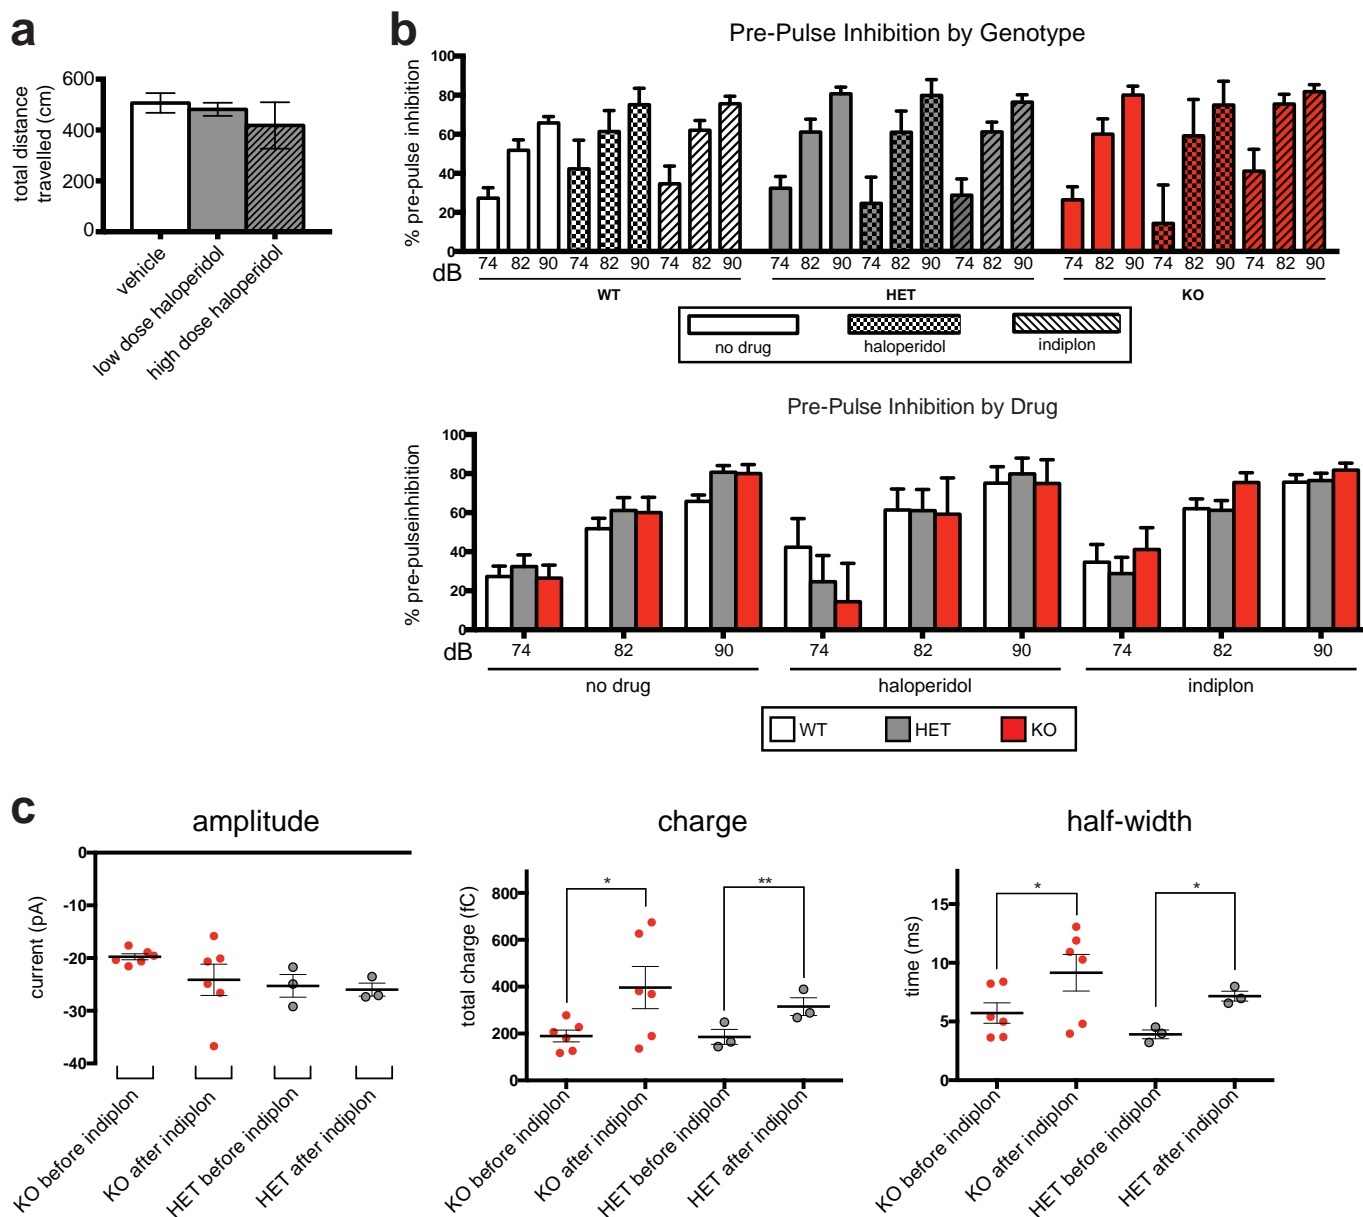 a
total distance
travelled (cm)
600
400
200
0
vehicle
low dose haloperidol
high dose haloperidol
b
Pre-Pulse Inhibition by Genotype
% pre-pulse inhibition
100
80
60
40
20
0
dB
74 82 90 74 82 90 74 82 90
74 82 90 74 82 90 74 82 90
74 82 90 74 82 90 74 82 90
WT HET KO
no drug haloperidol indiplon
Pre-Pulse Inhibition by Drug
% pre-pulseinhibition
100
80
60
40
20
0
dB
74 82 90 74 82 90 74 82 90
no drug haloperidol indiplon
WT HET KO
c
amplitude
current (pA)
0
-10
-20
-30
-40
KO before indiplon
KO after indiplon
HET before indiplon
HET after indiplon
charge
total charge (fC)
800
600
400
200
0
*
**
KO before indiplon
KO after indiplon
HET before indiplon
HET after indiplon
half-width
time (ms)
15
10
5
0
*
*
KO before indiplon
KO after indiplon
HET before indiplon
HET after indiplon